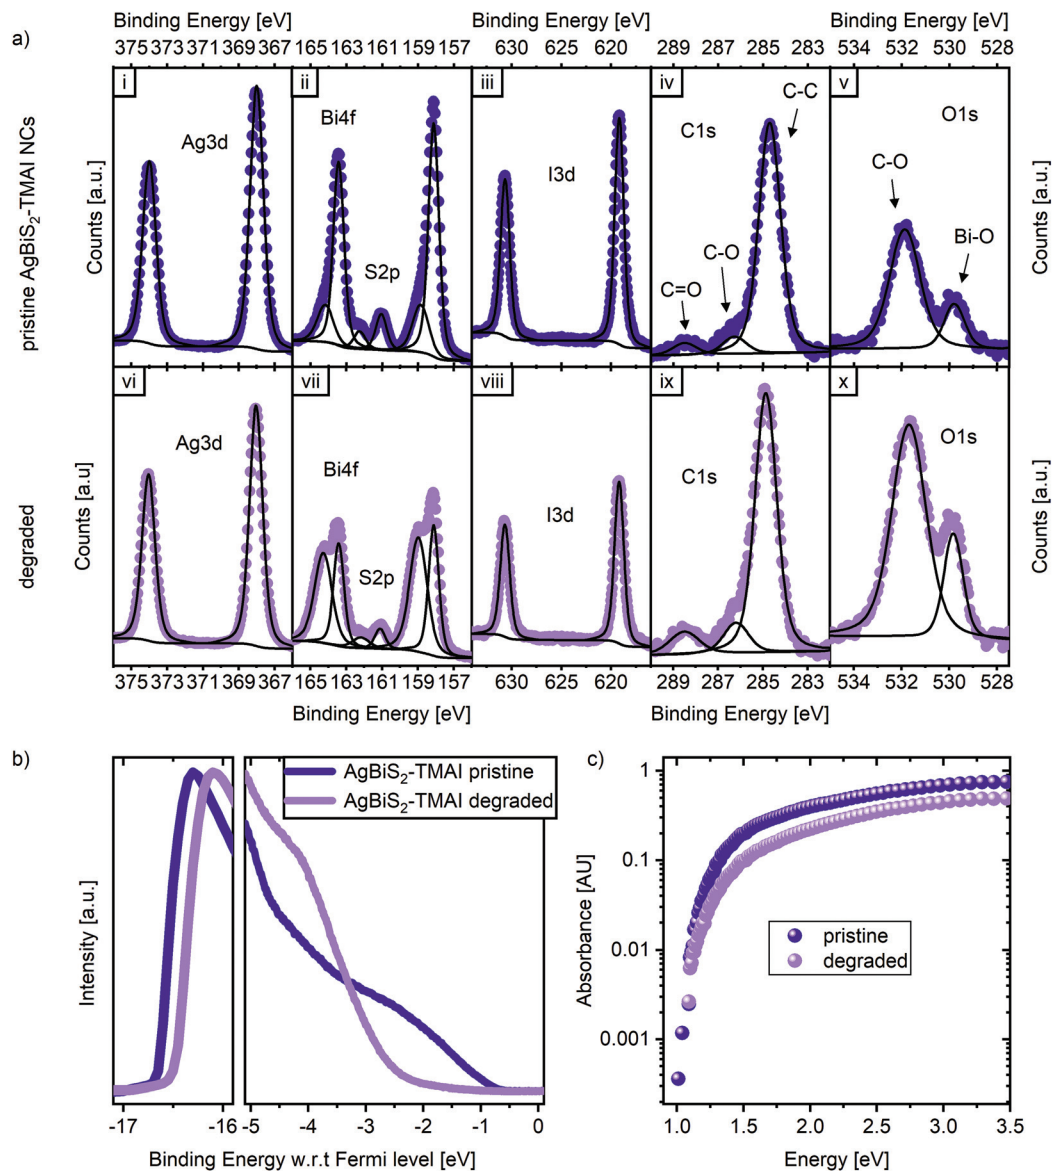 a)
Binding Energy [eV]
Binding Energy [eV]
375 373 371 369 367 165 163 161 159 157 630 625 620 289 287 285 283 534 532 530 528
pristine AgBiS₂-TMAI NCs
Counts [a.u.]
i
Ag3d
ii
Bi4f
S2p
iii
I3d
iv
C1s
C-C
C-O
C=O
v
O1s
C-O
Bi-O
Counts [a.u.]
degraded
Counts [a.u]
vi
Ag3d
vii
Bi4f
S2p
viii
I3d
ix
C1s
x
O1s
Counts [a.u.]
375 373 371 369 367 165 163 161 159 157 630 625 620 289 287 285 283 534 532 530 528
Binding Energy [eV]
Binding Energy [eV]
b)
Intensity [a.u.]
AgBiS₂-TMAI pristine
AgBiS₂-TMAI degraded
-17 -16 -5 -4 -3 -2 -1 0
Binding Energy w.r.t Fermi level [eV]
c)
Absorbance [AU]
1
0.1
0.01
0.001
pristine
degraded
1.0 1.5 2.0 2.5 3.0 3.5
Energy [eV]